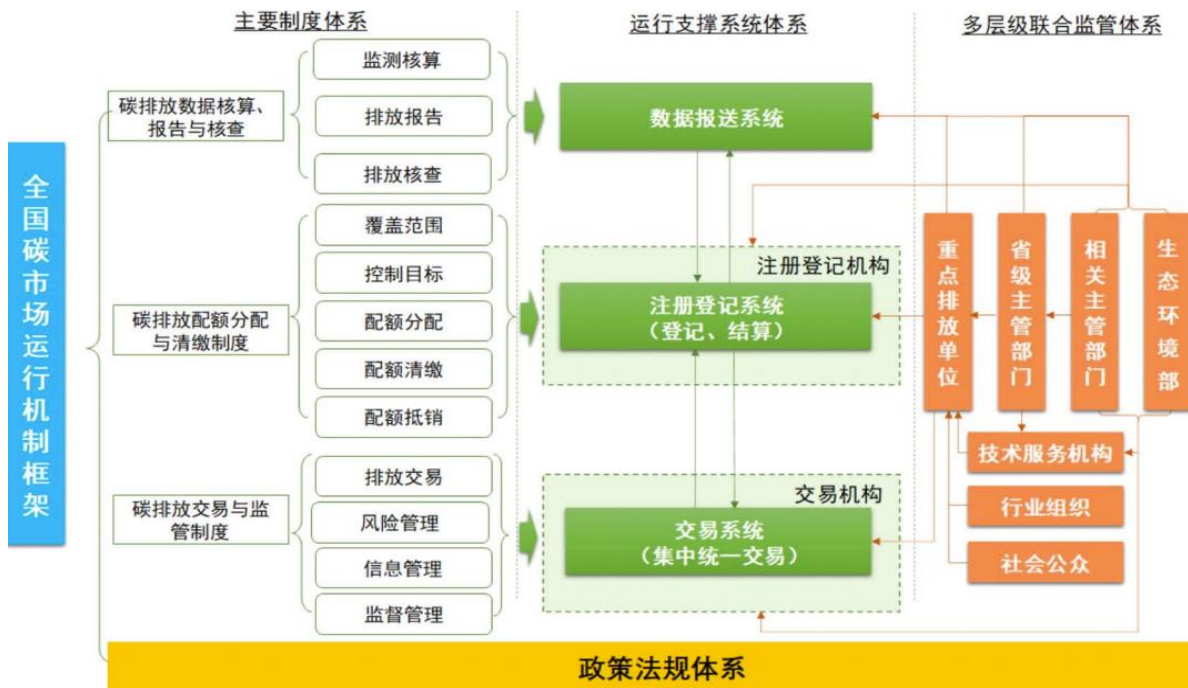 主要制度体系
运行支撑系统体系
多层级联合监管体系
全国碳市场运行机制框架
碳排放数据核算、
报告与核查
监测核算
排放报告
排放核查
碳排放配额分配
与清缴制度
覆盖范围
控制目标
配额分配
配额清缴
配额抵销
碳排放交易与监
管制度
排放交易
风险管理
信息管理
监督管理
数据报送系统
注册登记机构
注册登记系统
（登记、结算）
交易机构
交易系统
（集中统一交易）
重点排放单位
省级主管部门
相关主管部门
生态环境部
技术服务机构
行业组织
社会公众
政策法规体系